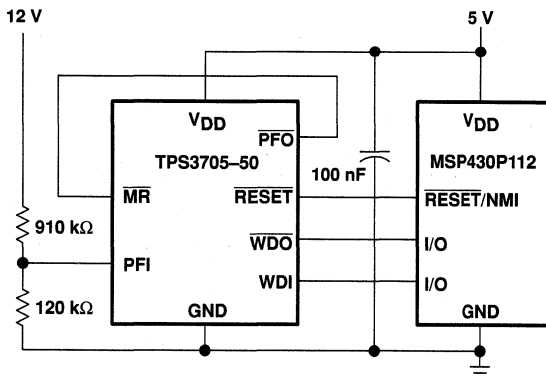 12 V
5 V
VDD
PFO
TPS3705–50
MR
RESET
910 kΩ
PFI
WDO
WDI
120 kΩ
GND
100 nF
VDD
MSP430P112
RESET/NMI
I/O
I/O
GND